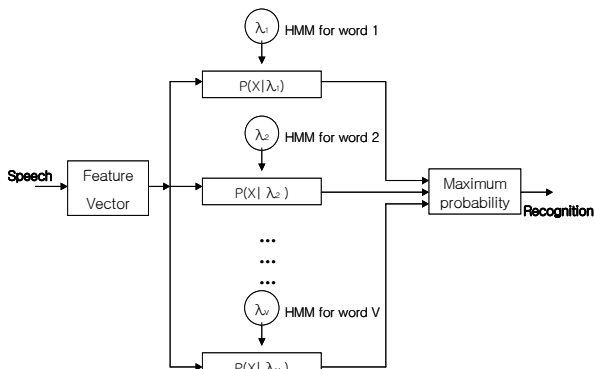 λ₁ HMM for word 1
P(X|λ₁)
λ₂ HMM for word 2
Speech
Feature
Vector
P(X| λ₂ )
Maximum
probability
Recognition
...
...
...
λᵥ HMM for word V
P(X| λᵥ)